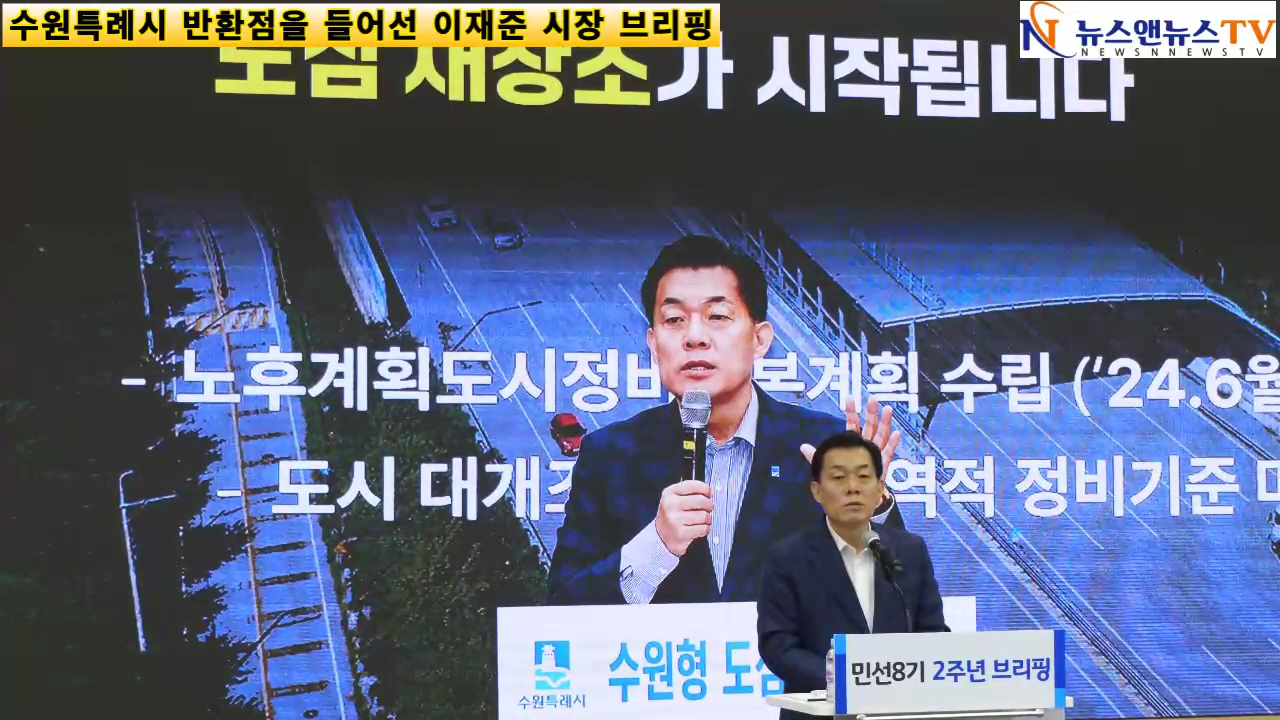 수원특례시 반환점을 들어선 이재준 시장 브리핑
뉴스앤뉴스TV
NEWSNNEWSTV
도심 재창조가 시작됩니다
- 노후계획도시정비 본계획 수립 ('24.6월
- 도시 대개조 역적 정비기준
수원특례시
수원형 도심
민선8기 2주년 브리핑